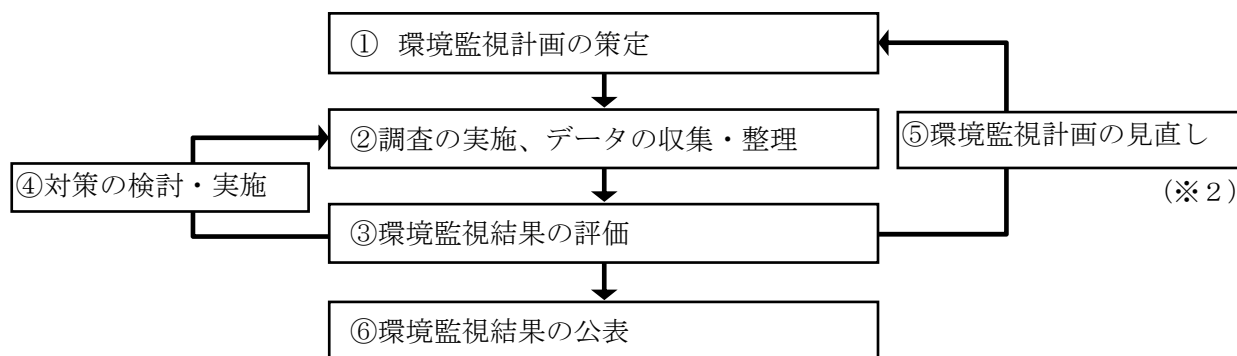 ① 環境監視計画の策定
②調査の実施、データの収集・整理
⑤環境監視計画の見直し
④対策の検討・実施
(※２)
③環境監視結果の評価
⑥環境監視結果の公表